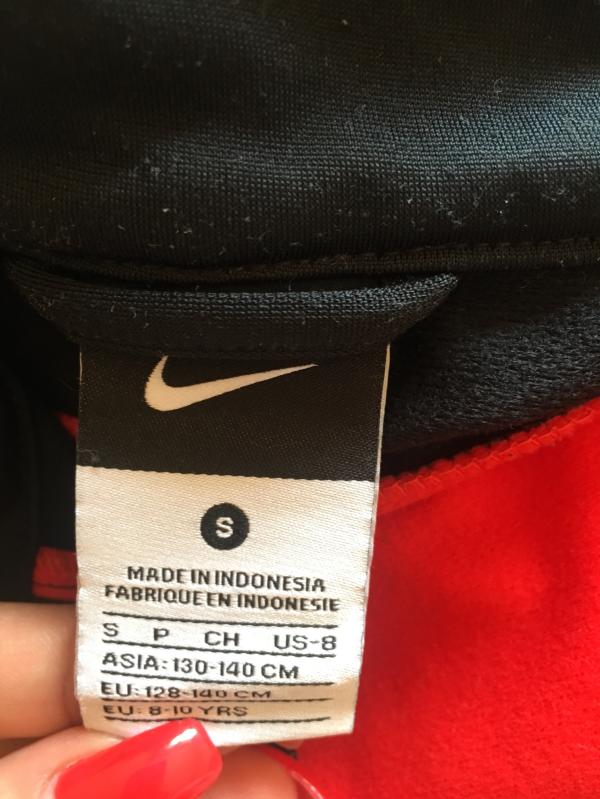 S
MADE IN INDONESIA
FABRIQUE EN INDONESIE
S P CH US-8
ASIA: 130-140 CM
EU: 128-140 CM
EU: 8-10 YRS